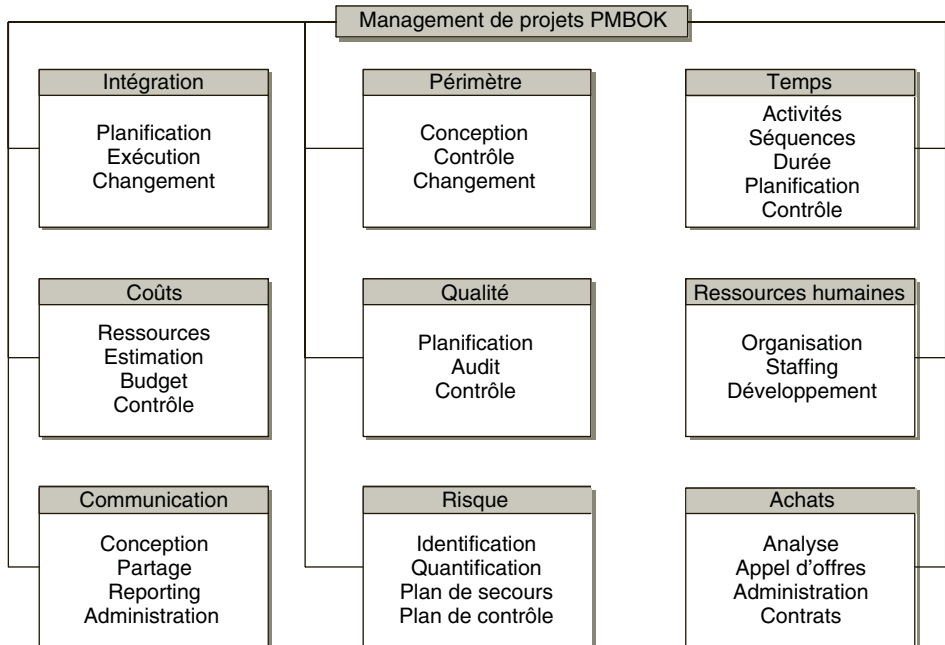 Management de projets PMBOK
Intégration
Planification
Exécution
Changement
Périmètre
Conception
Contrôle
Changement
Temps
Activités
Séquences
Durée
Planification
Contrôle
Coûts
Ressources
Estimation
Budget
Contrôle
Qualité
Planification
Audit
Contrôle
Ressources humaines
Organisation
Staffing
Développement
Communication
Conception
Partage
Reporting
Administration
Risque
Identification
Quantification
Plan de secours
Plan de contrôle
Achats
Analyse
Appel d'offres
Administration
Contrats